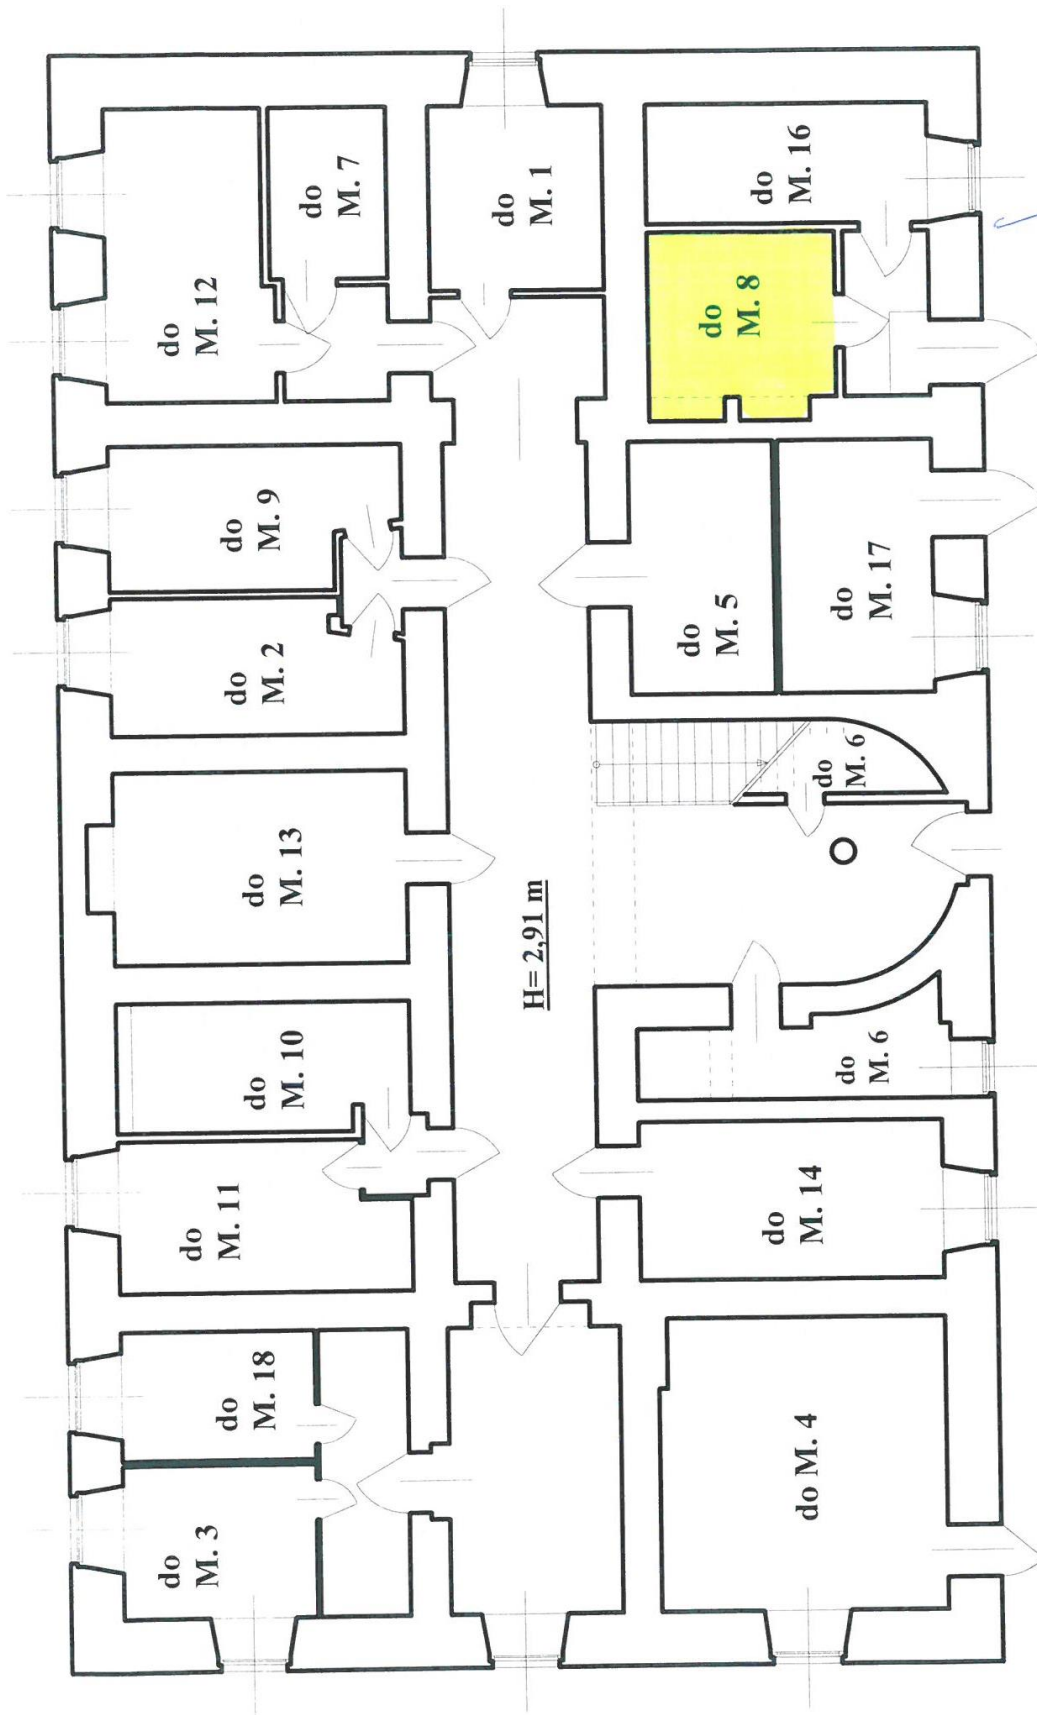 do
M. 3
do
M. 18
do
M. 11
do
M. 10
do
M. 13
do
M. 2
do
M. 9
do
M. 12
do
M. 7
do
M. 1
H= 2,91 m
do M. 4
do
M. 14
do
M. 6
do
M. 6
do
M. 5
do
M. 17
do
M. 8
do
M. 16